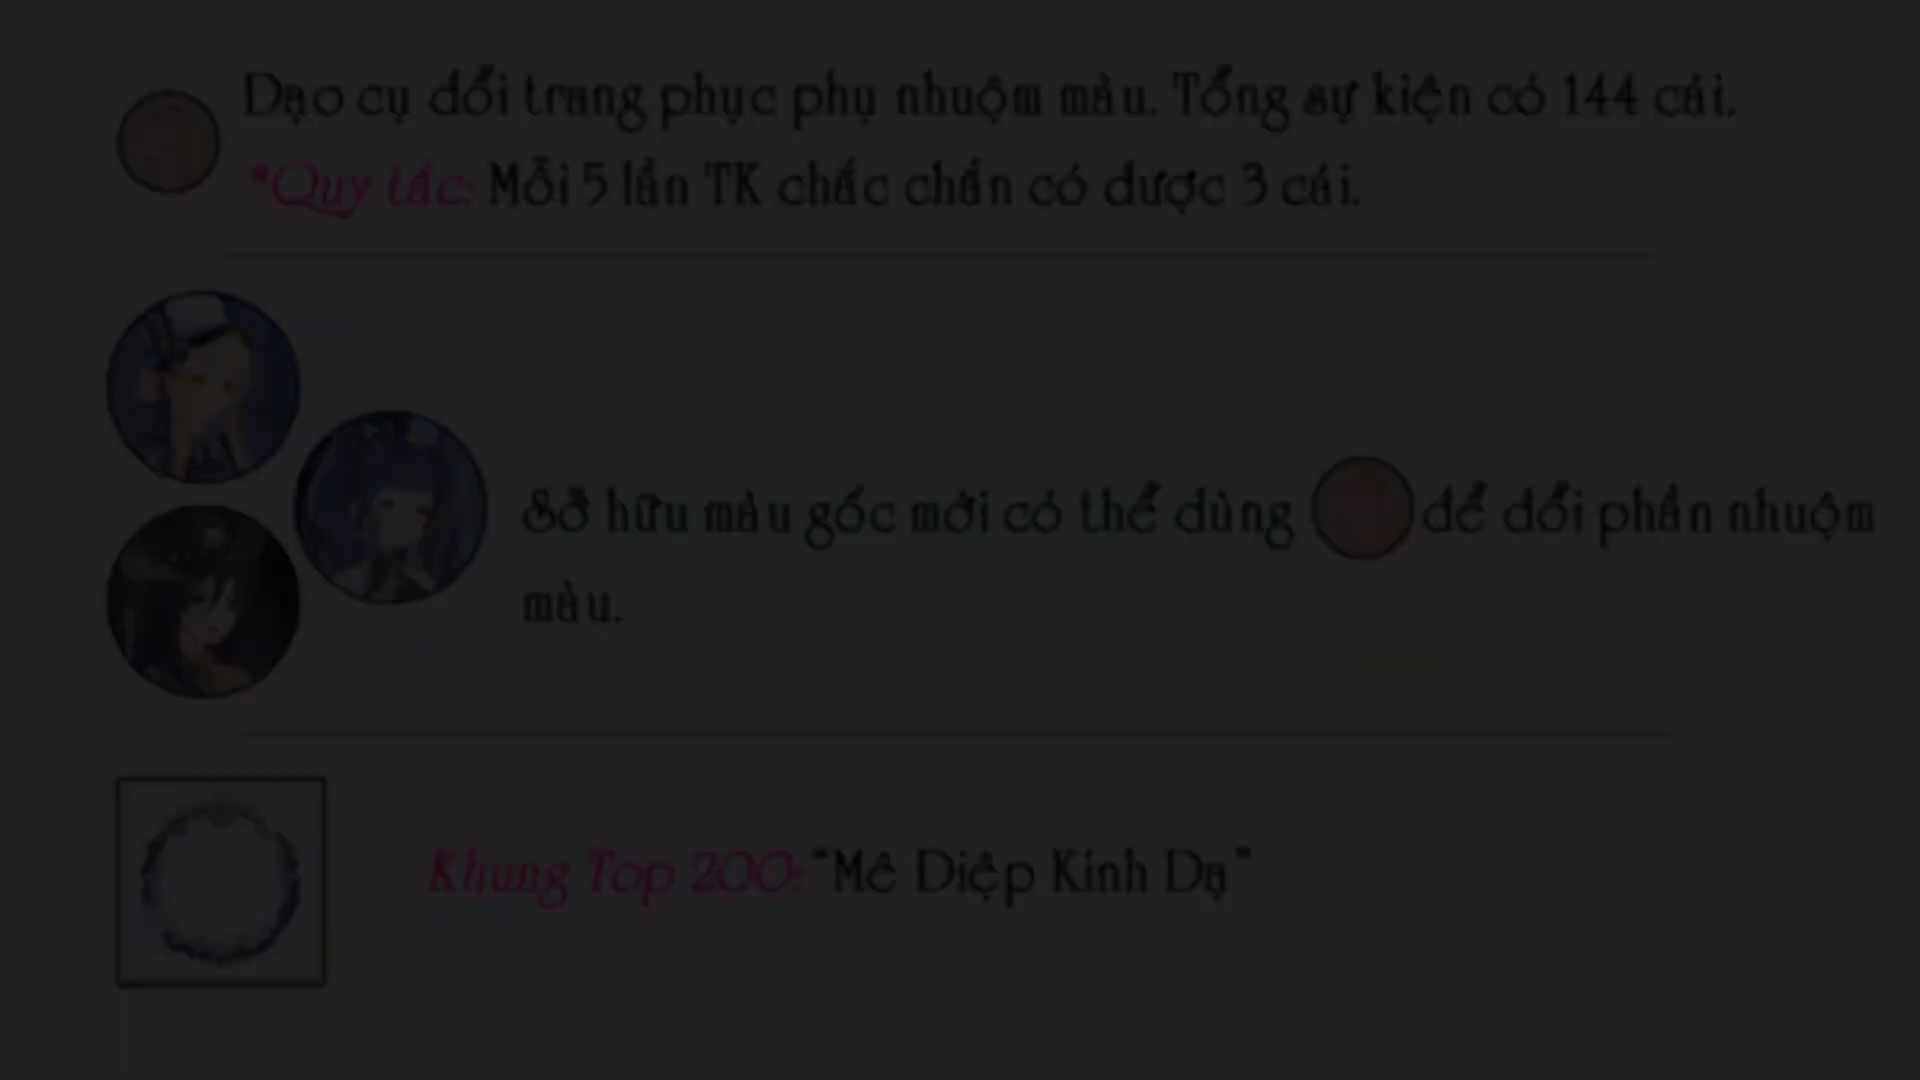 Đạo cụ đổi trang phục phụ nhuộm màu. Tổng sự kiện có 144 cái.
*Quy tắc: Mỗi 5 lần TK chắc chắn có được 3 cái.
Sở hữu màu gốc mới có thể dùng để đổi phần nhuộm
màu.
Khung Top 200: “Mê Điệp Kinh Dạ”